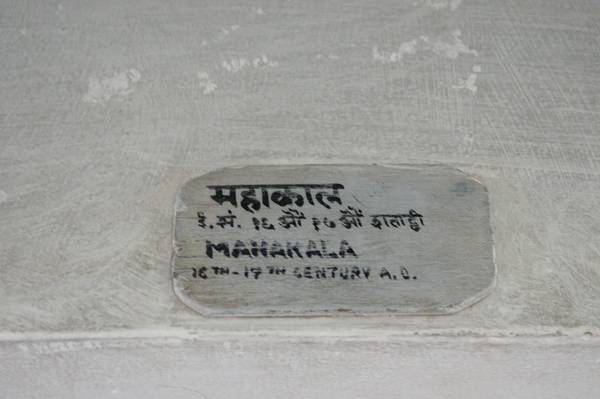 महाकाल
ई.सं. १६ औं १७ औं शताब्दी
MAHAKALA
16TH-17TH CENTURY A.D.